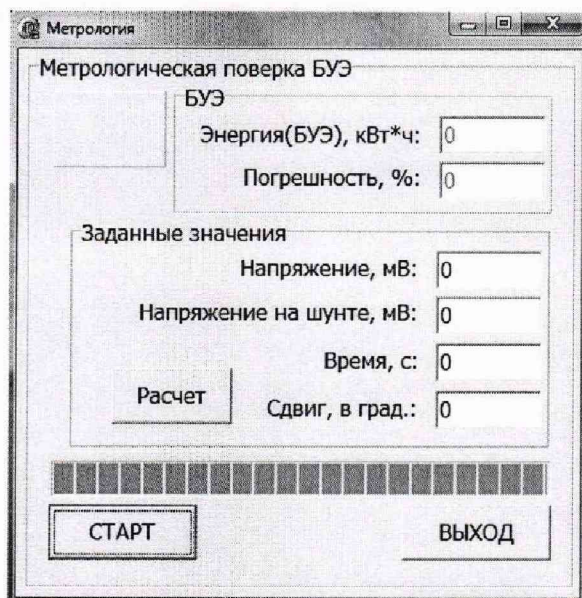 Метрология
Метрологическая поверка БУЭ
БУЭ
Энергия(БУЭ), кВт*ч: 0
Погрешность, %: 0
Заданные значения
Напряжение, мВ: 0
Напряжение на шунте, мВ: 0
Время, с: 0
Расчет
Сдвиг, в град.: 0
СТАРТ
ВЫХОД